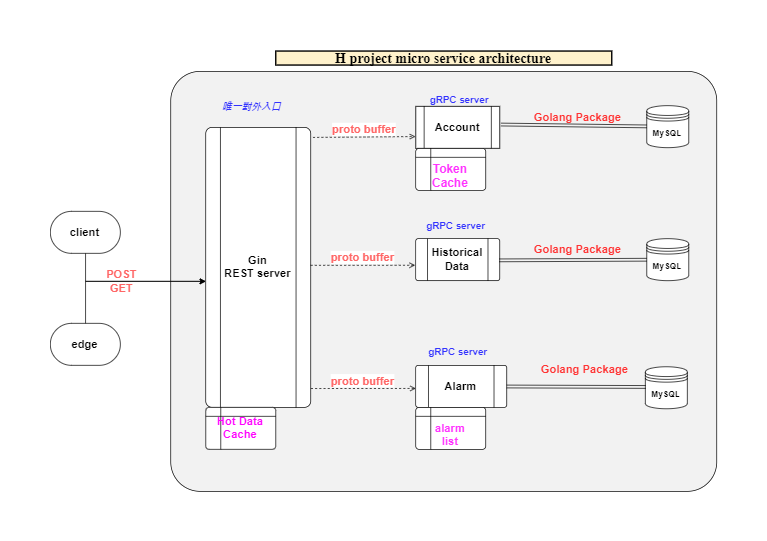 H project micro service architecture
唯一對外入口
gRPC server
proto buffer
Account
Golang Package
MySQL
Token
Cache
client
POST
GET
edge
Gin
REST server
gRPC server
proto buffer
Historical
Data
Golang Package
MySQL
gRPC server
proto buffer
Alarm
Golang Package
MySQL
Hot Data
Cache
alarm
list